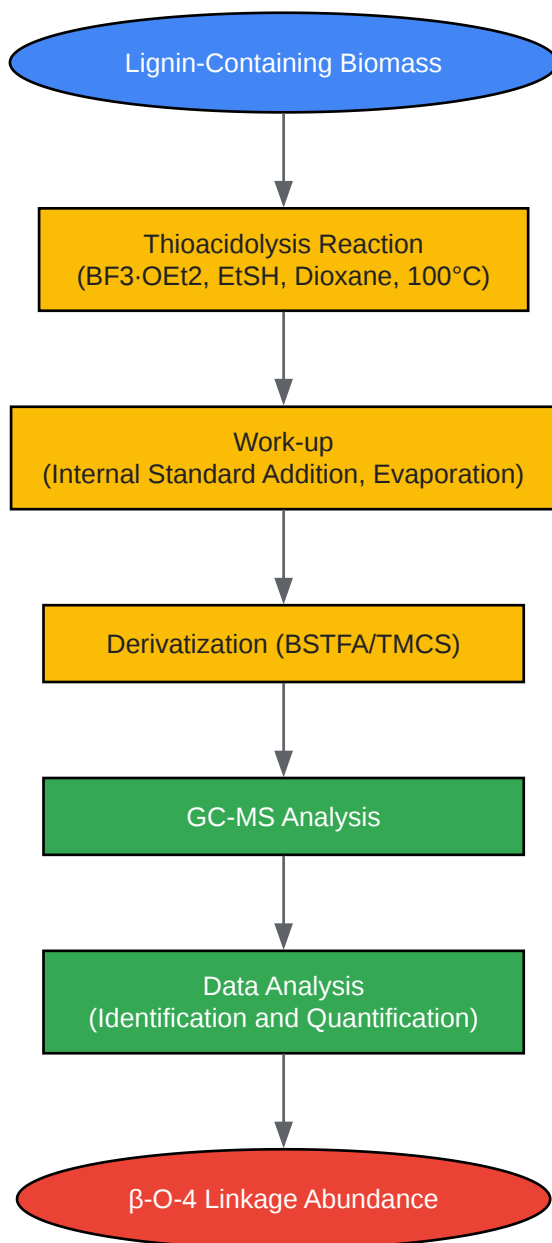 Lignin-Containing Biomass
Thioacidolysis Reaction
(BF3·OEt2, EtSH, Dioxane, 100°C)
Work-up
(Internal Standard Addition, Evaporation)
Derivatization (BSTFA/TMCS)
GC-MS Analysis
Data Analysis
(Identification and Quantification)
β-O-4 Linkage Abundance